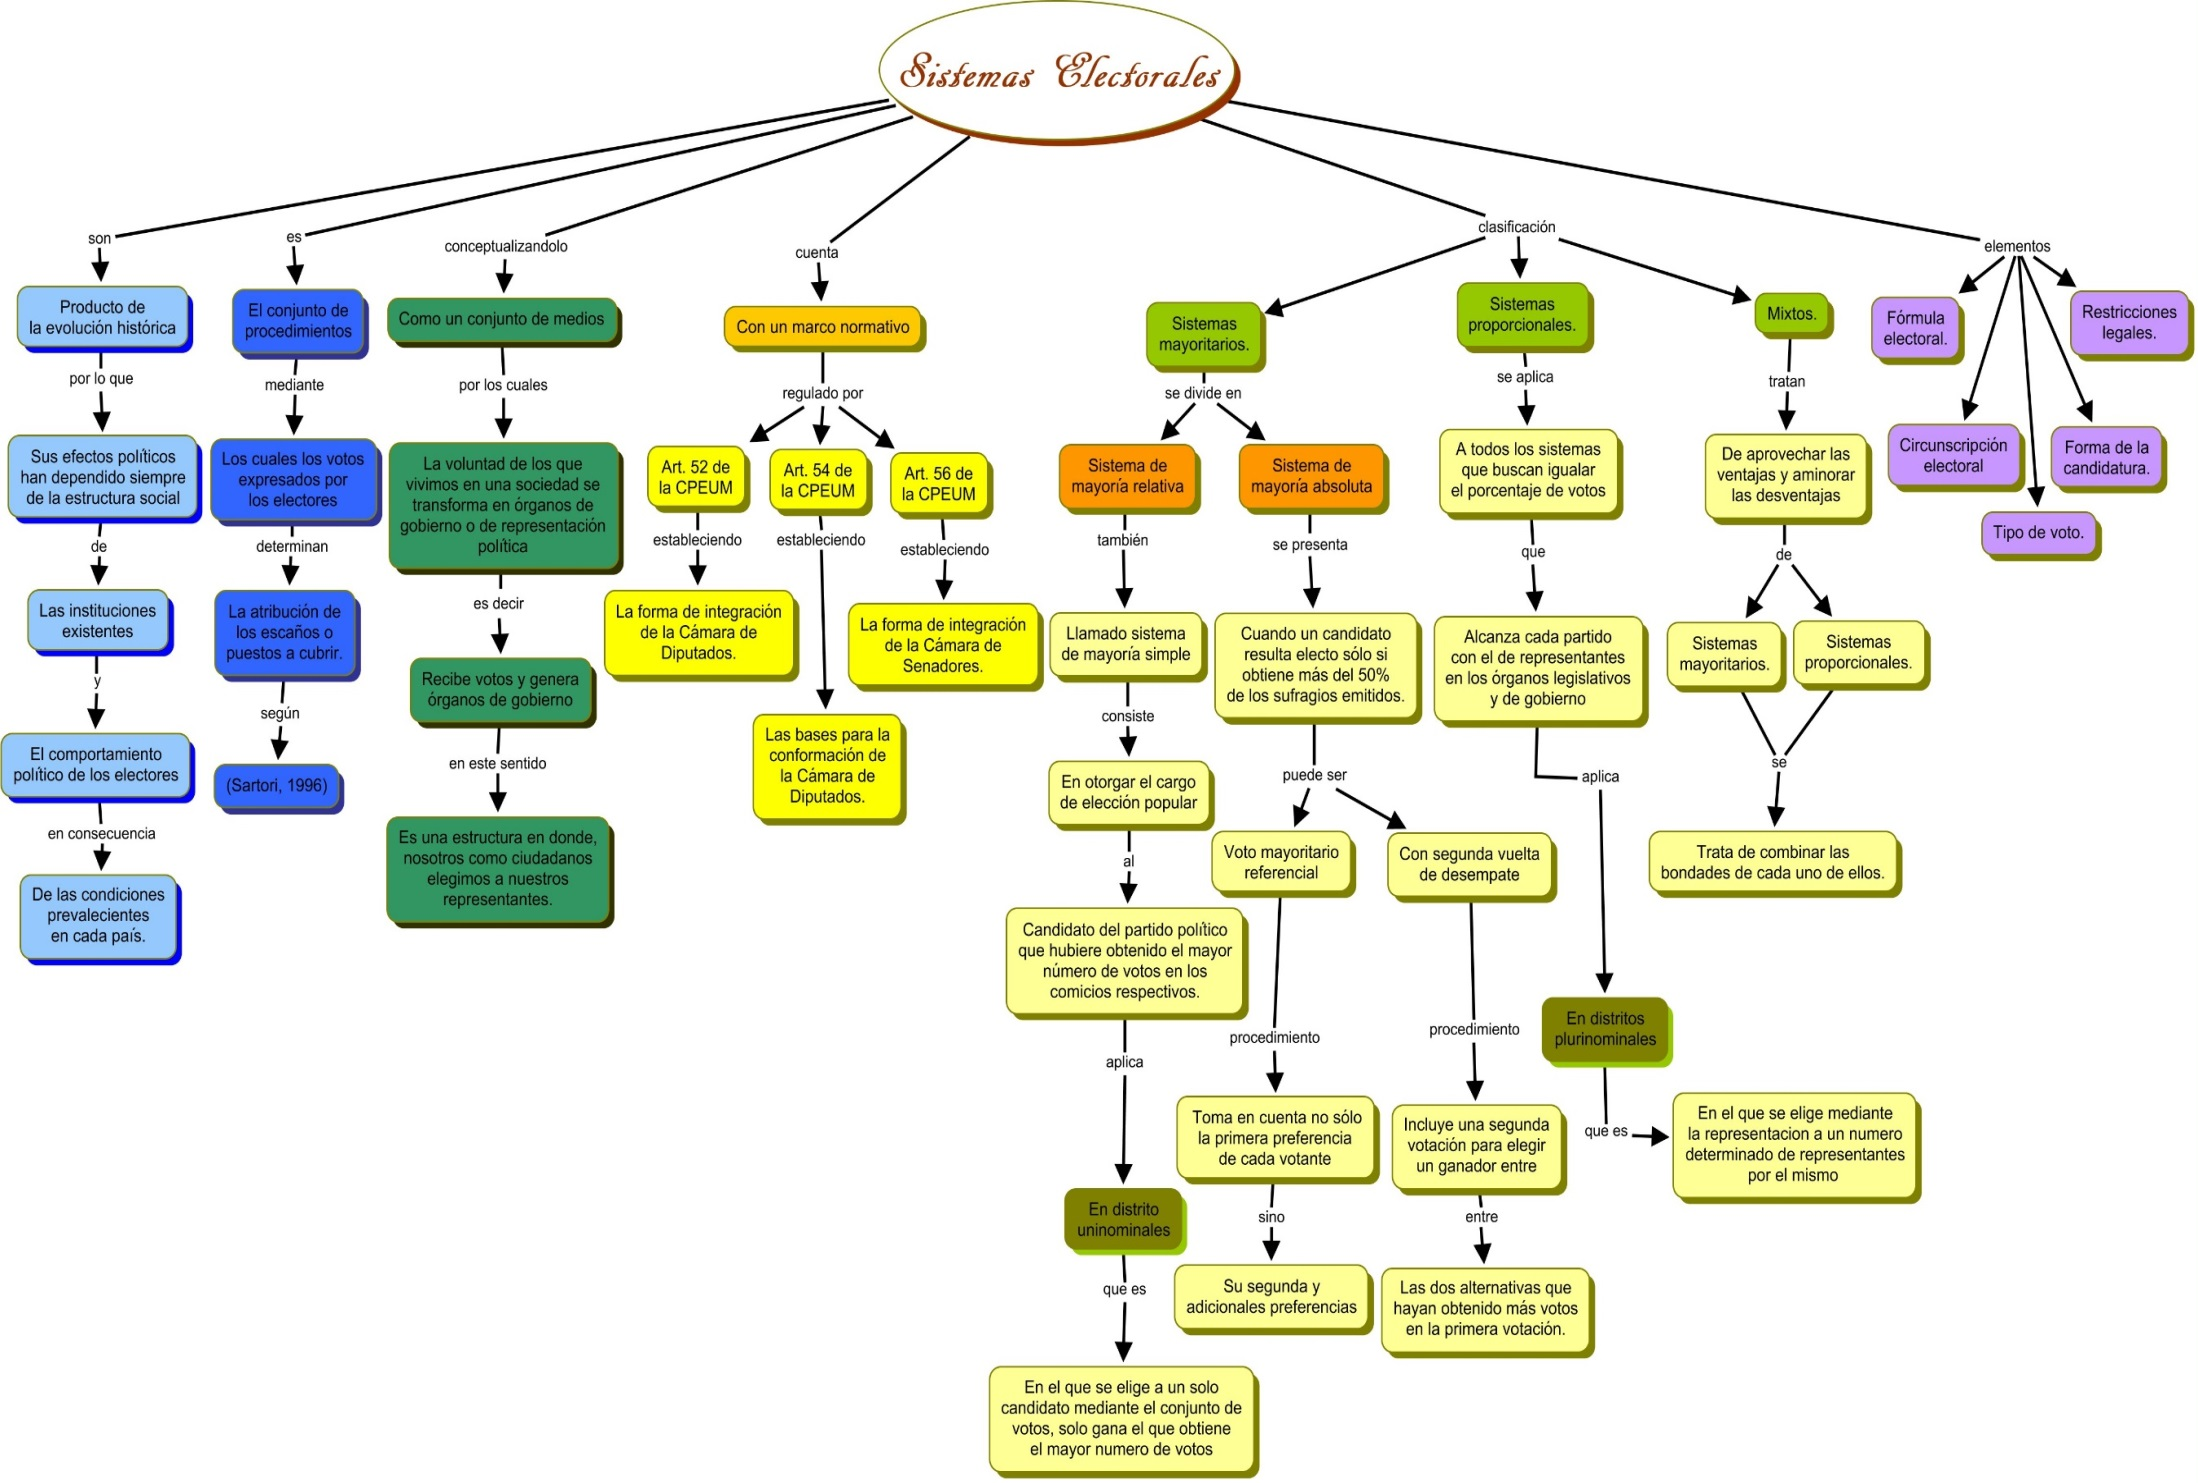 Sistemas Electorales
son
Producto de
la evolución histórica
por lo que
Sus efectos políticos
han dependido siempre
de la estructura social
de
Las instituciones
existentes
y
El comportamiento
político de los electores
en consecuencia
De las condiciones
prevalecientes
en cada país.
es
El conjunto de
procedimientos
mediante
Los cuales los votos
expresados por
los electores
determinan
La atribución de
los escaños o
puestos a cubrir.
según
(Sartori, 1996)
conceptualizandolo
Como un conjunto de medios
por los cuales
La voluntad de los que
vivimos en una sociedad se
transforma en órganos de
gobierno o de representación
política
es decir
Recibe votos y genera
órganos de gobierno
en este sentido
Es una estructura en donde,
nosotros como ciudadanos
elegimos a nuestros
representantes.
cuenta
Con un marco normativo
regulado por
Art. 52 de
la CPEUM
estableciendo
La forma de integración
de la Cámara de
Diputados.
Art. 54 de
la CPEUM
estableciendo
Las bases para la
conformación de
la Cámara de
Diputados.
Art. 56 de
la CPEUM
estableciendo
La forma de integración
de la Cámara de
Senadores.
clasificación
Sistemas
mayoritarios.
se divide en
Sistema de
mayoría relativa
también
Llamado sistema
de mayoría simple
consiste
En otorgar el cargo
de elección popular
al
Candidato del partido político
que hubiere obtenido el mayor
número de votos en los
comicios respectivos.
aplica
En distrito
uninominales
que es
En el que se elige a un solo
candidato mediante el conjunto de
votos, solo gana el que obtiene
el mayor numero de votos
Sistema de
mayoría absoluta
se presenta
Cuando un candidato
resulta electo sólo si
obtiene más del 50%
de los sufragios emitidos.
puede ser
Voto mayoritario
referencial
procedimiento
Toma en cuenta no sólo
la primera preferencia
de cada votante
sino
Su segunda y
adicionales preferencias
Con segunda vuelta
de desempate
procedimiento
Incluye una segunda
votación para elegir
un ganador entre
entre
Las dos alternativas que
hayan obtenido más votos
en la primera votación.
Sistemas
proporcionales.
se aplica
A todos los sistemas
que buscan igualar
el porcentaje de votos
que
Alcanza cada partido
con el de representantes
en los órganos legislativos
y de gobierno
aplica
En distritos
plurinominales
que es
En el que se elige mediante
la representacion a un numero
determinado de representantes
por el mismo
Mixtos.
tratan
De aprovechar las
ventajas y aminorar
las desventajas
de
Sistemas
mayoritarios.
Sistemas
proporcionales.
se
Trata de combinar las
bondades de cada uno de ellos.
elementos
Fórmula
electoral.
Circunscripción
electoral
Tipo de voto.
Forma de la
candidatura.
Restricciones
legales.